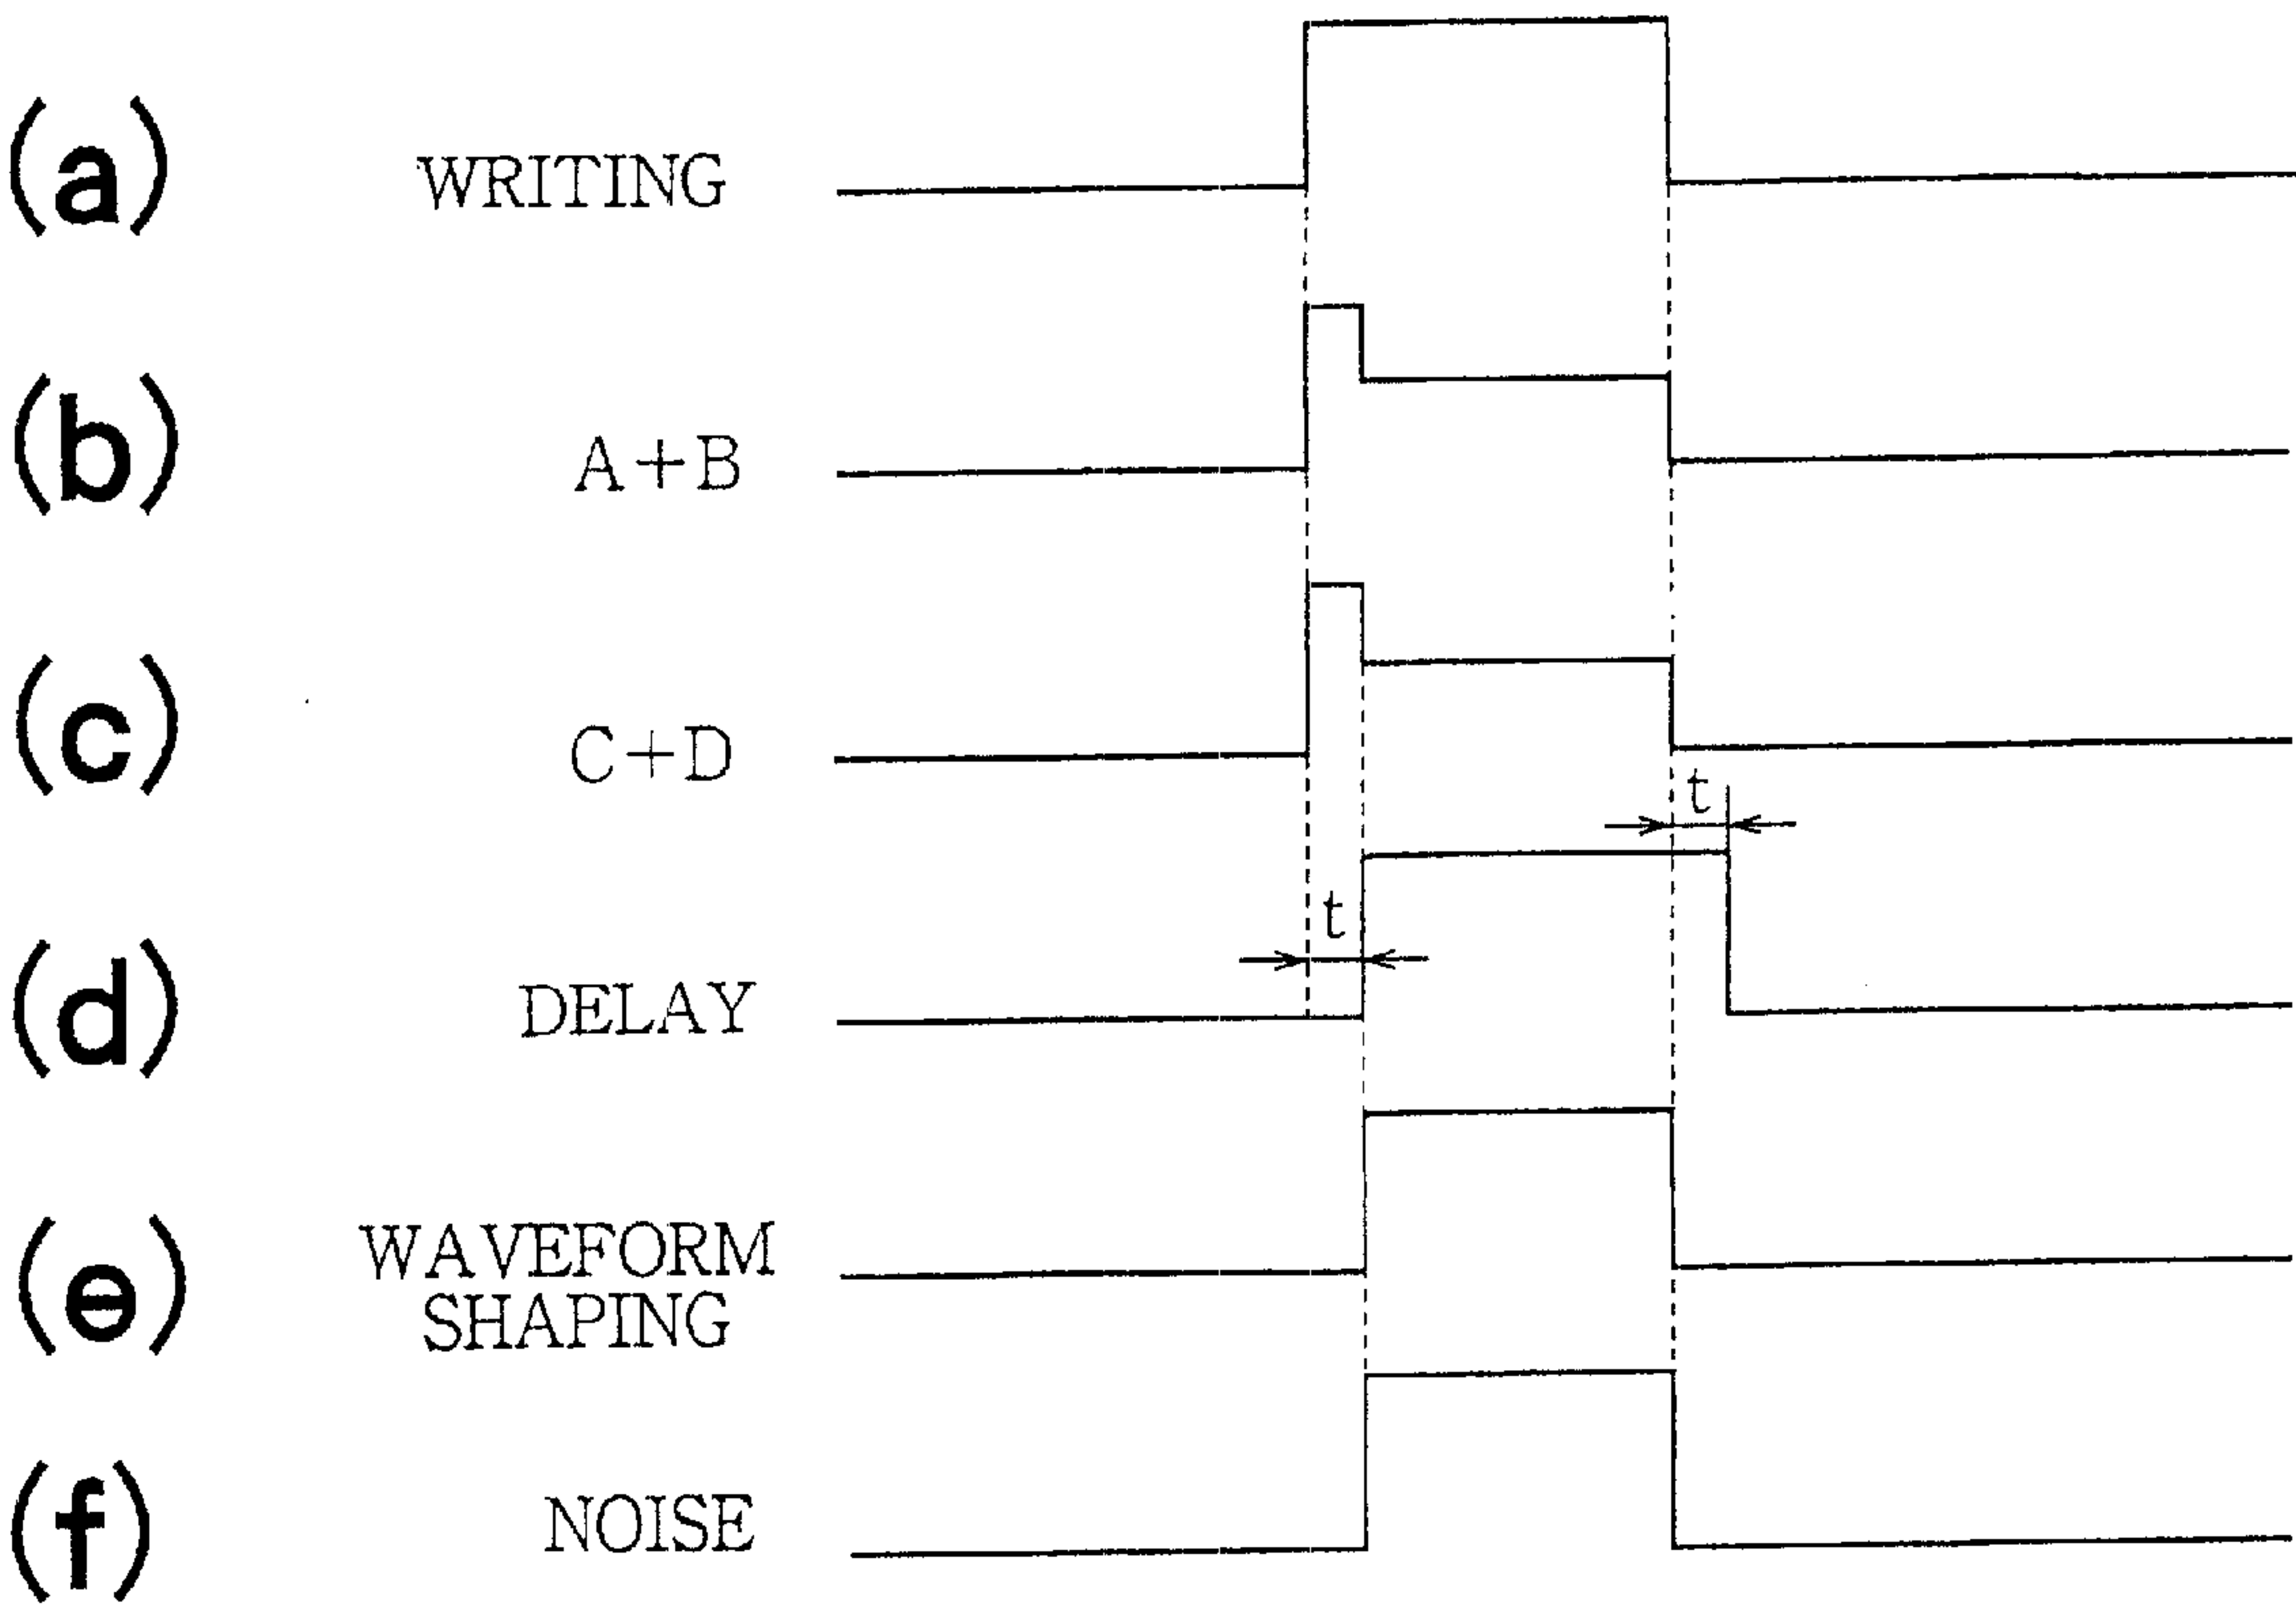 (a) WRITING
(b) A+B
(c) C+D
t
t
(d) DELAY
(e) WAVEFORM
SHAPING
(f) NOISE